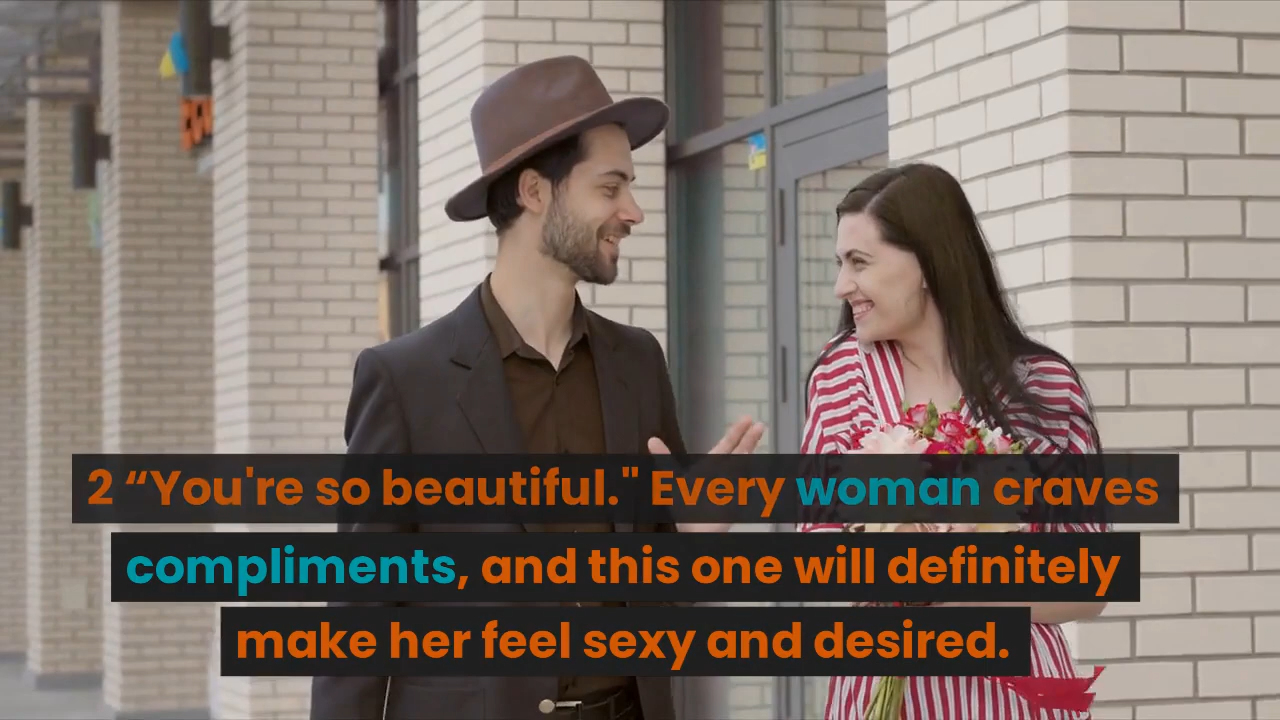 2 “You're so beautiful." Every woman craves
compliments, and this one will definitely
make her feel sexy and desired.